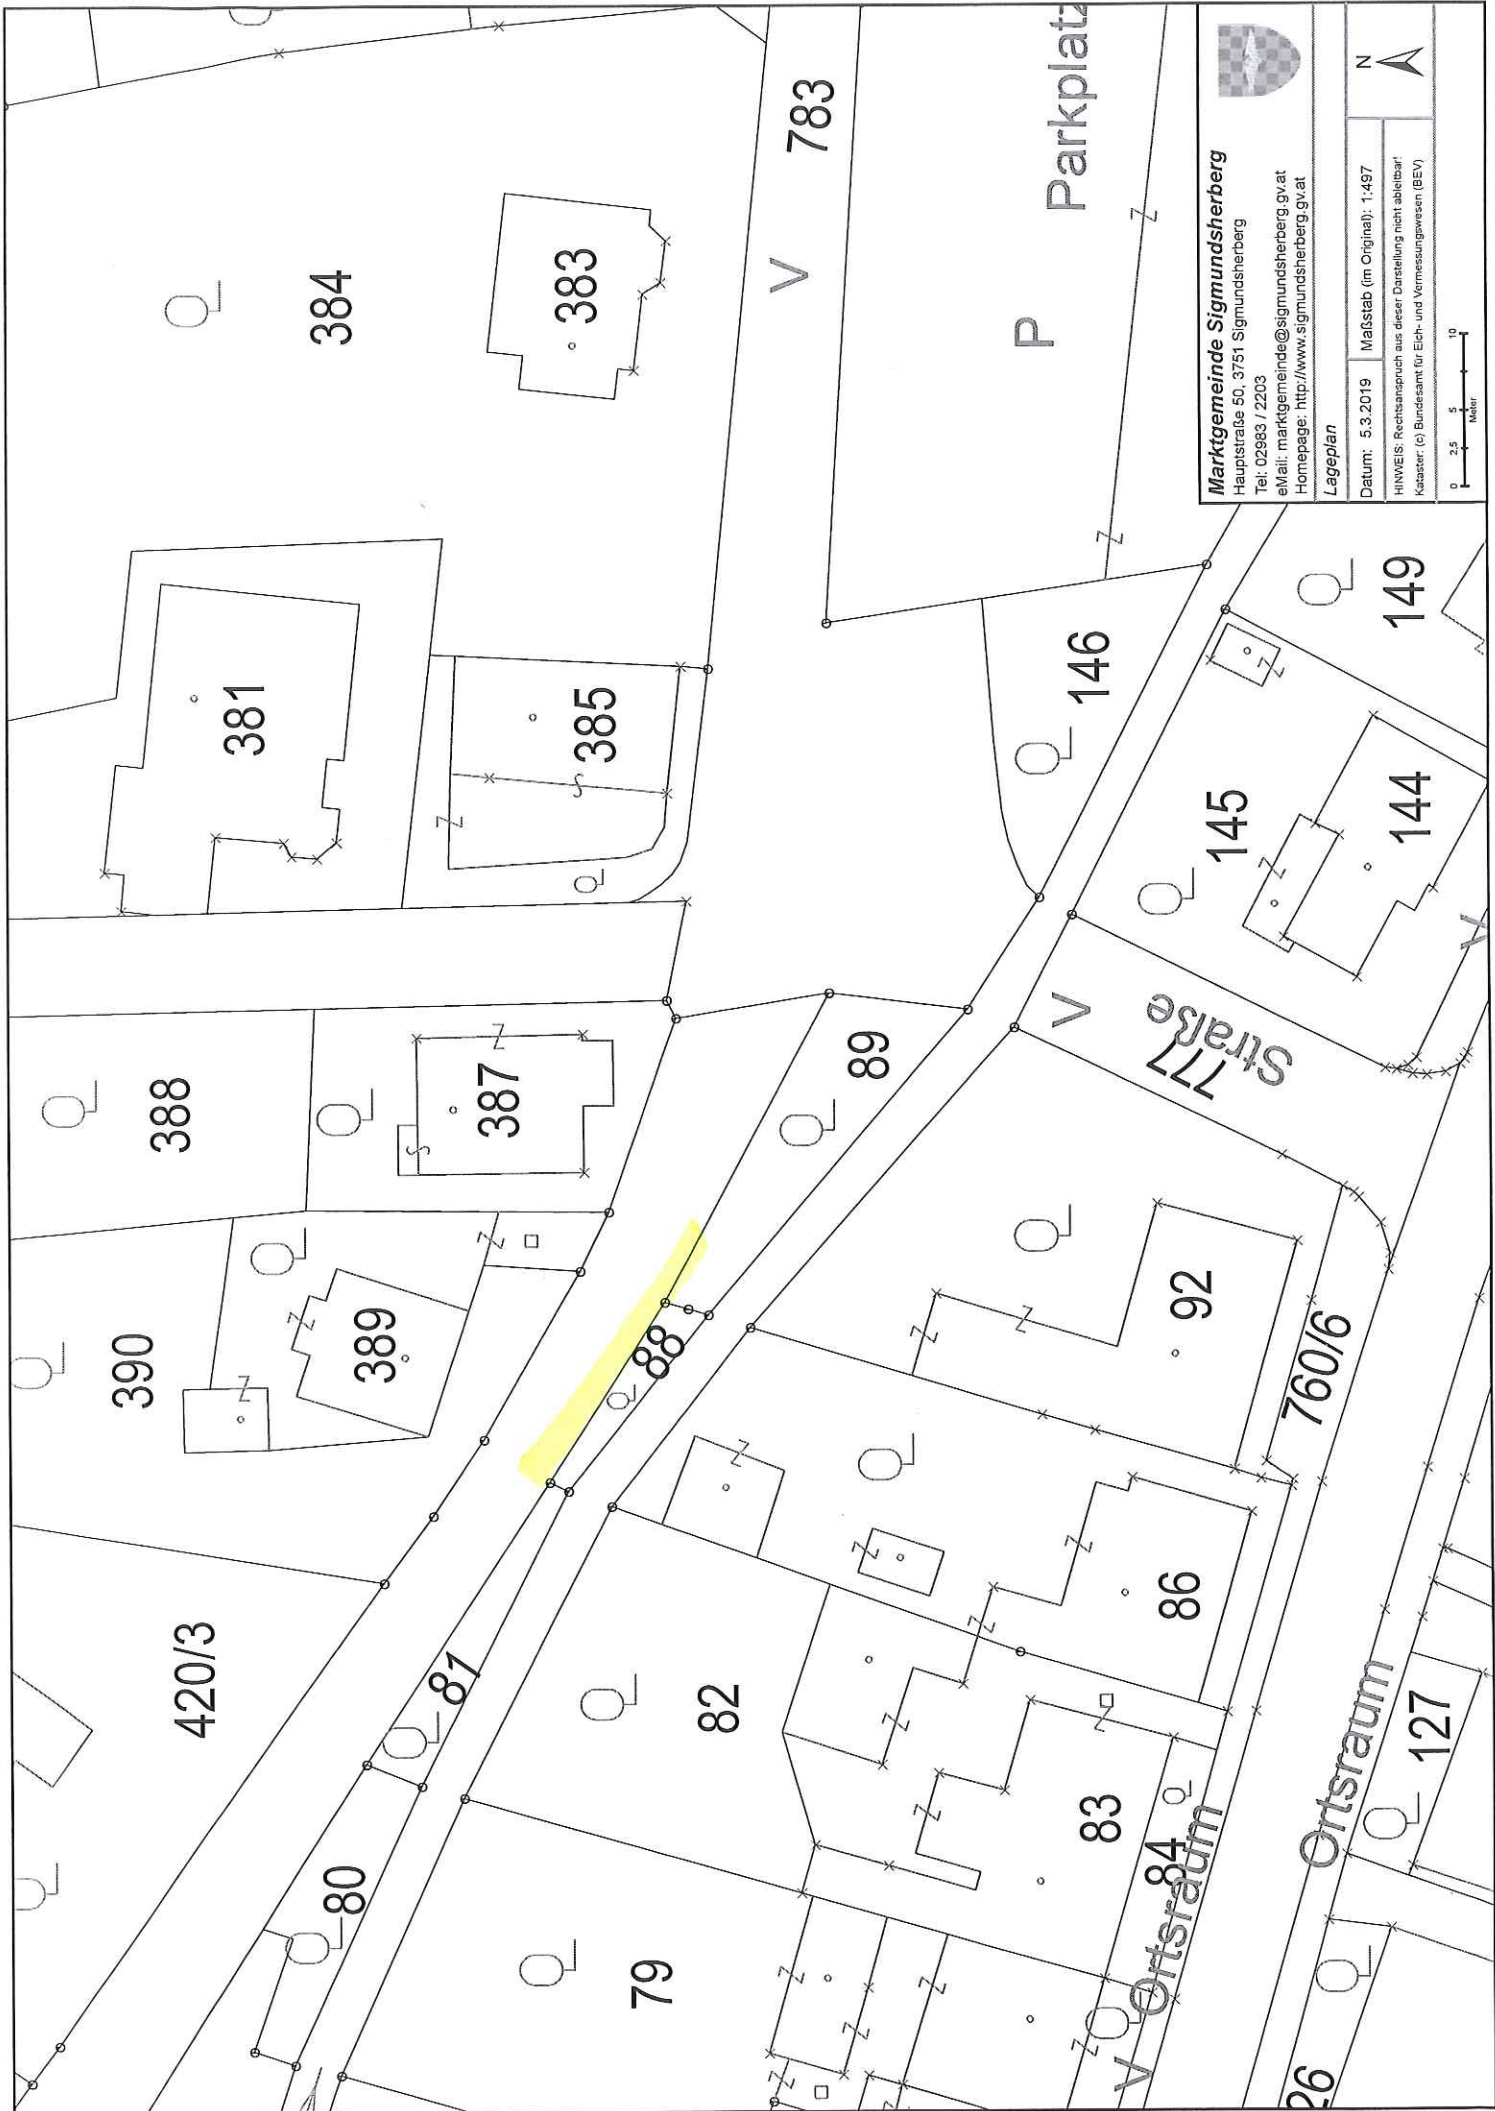 384
383
783
V
Parkplatz
P
381
385
146
149
145
144
V
388
387
89
V
Straße
777
390
389
88
92
760/6
420/3
81
82
86
80
79
83
84
Ortsraum
V
Ortsraum
127
26
Marktgemeinde Sigmundsherberg
Hauptstraße 50, 3751 Sigmundsherberg
Tel: 02983 / 2203
eMail: marktgemeinde@sigmundsherberg.gv.at
Homepage: http://www.sigmundsherberg.gv.at
Lageplan
Datum: 5.3.2019 Maßstab (im Original): 1:497
N
HINWEIS: Rechtsanspruch aus dieser Darstellung nicht ableitbar!
Kataster: (c) Bundesamt für Eich- und Vermessungswesen (BEV)
0 2,5 5 10
Meter